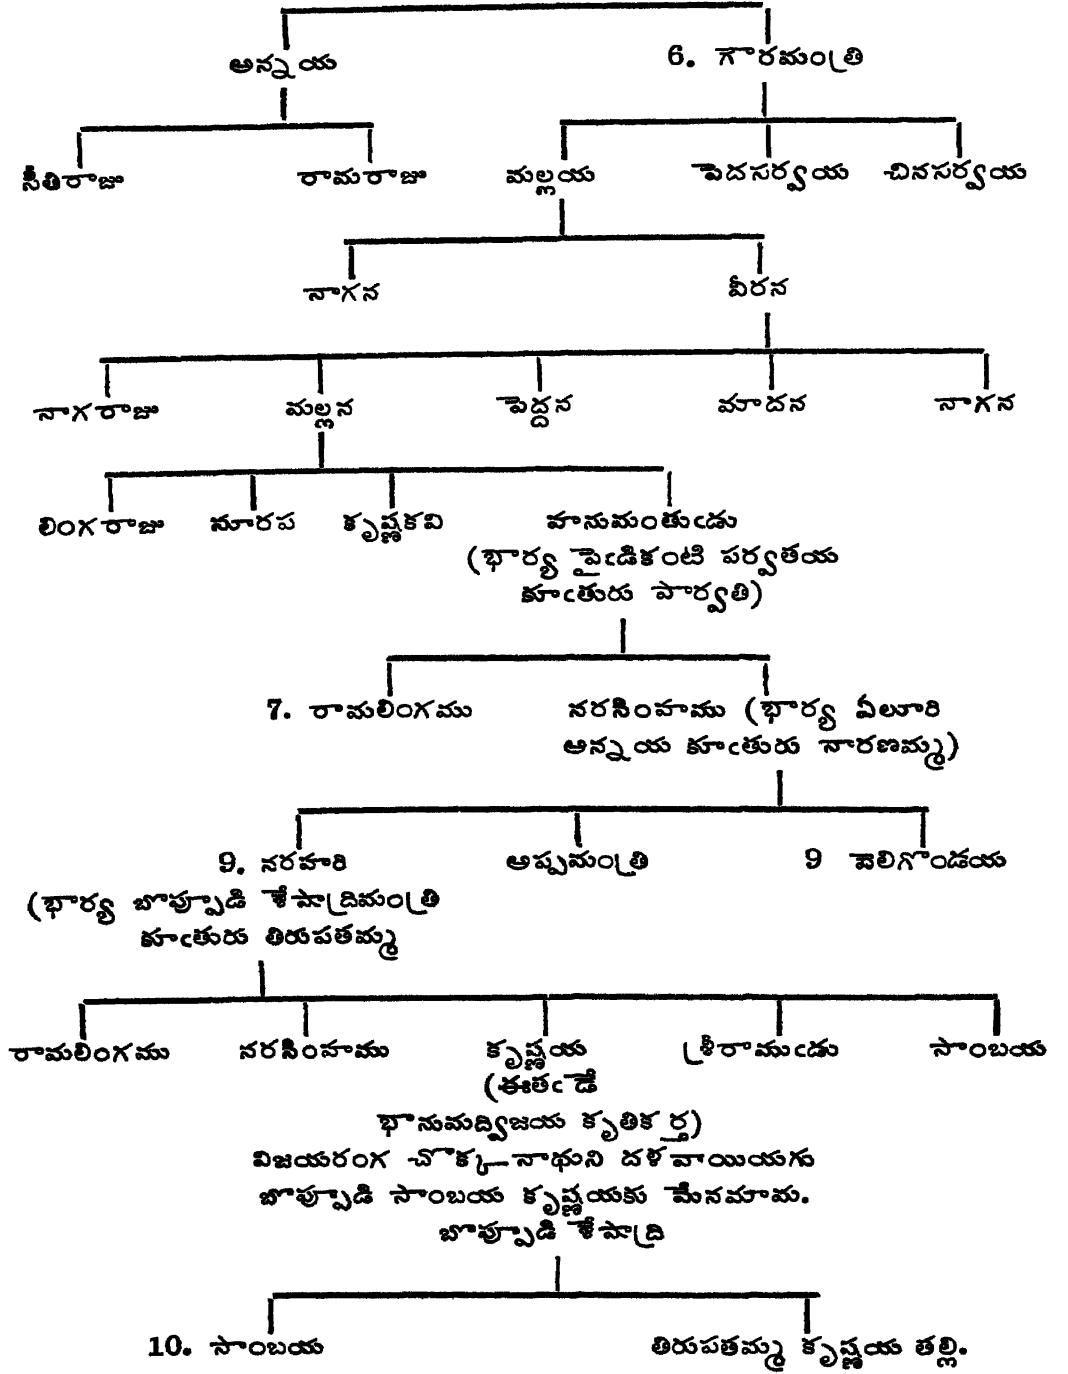 అన్నయ 6. గౌరమంత్రి
సీతిరాజు రామరాజు మల్లయ పెదసర్వయ చినసర్వయ
నాగన వీరన
నాగరాజు మల్లన పెద్దన మాదన నాగన
లింగరాజు నూరప కృష్ణకవి హనుమంతుఁడు
(భార్య పైఁడికంటి పర్వతయ
కూఁతురు పార్వతి)
7. రామలింగము నరసింహము (భార్య వీలూరి
అన్నయ కూఁతురు నారణమ్మ)
9. నరహరి అప్పమంత్రి 9 వెలిగొండయ
(భార్య బొప్పూడి శేషాద్రిమంత్రి
కూఁతురు తిరుపతమ్మ
రామలింగము నరసింహము కృష్ణయ శ్రీరాముఁడు సాంబయ
(ఈతఁడే
భానుమద్విజయ కృతికర్త)
విజయరంగ చొక్కనాథుని దళవాయియగు
బొప్పూడి సాంబయ కృష్ణయకు మేనమామ.
బొప్పూడి శేషాద్రి
10. సాంబయ తిరుపతమ్మ కృష్ణయ తల్లి.